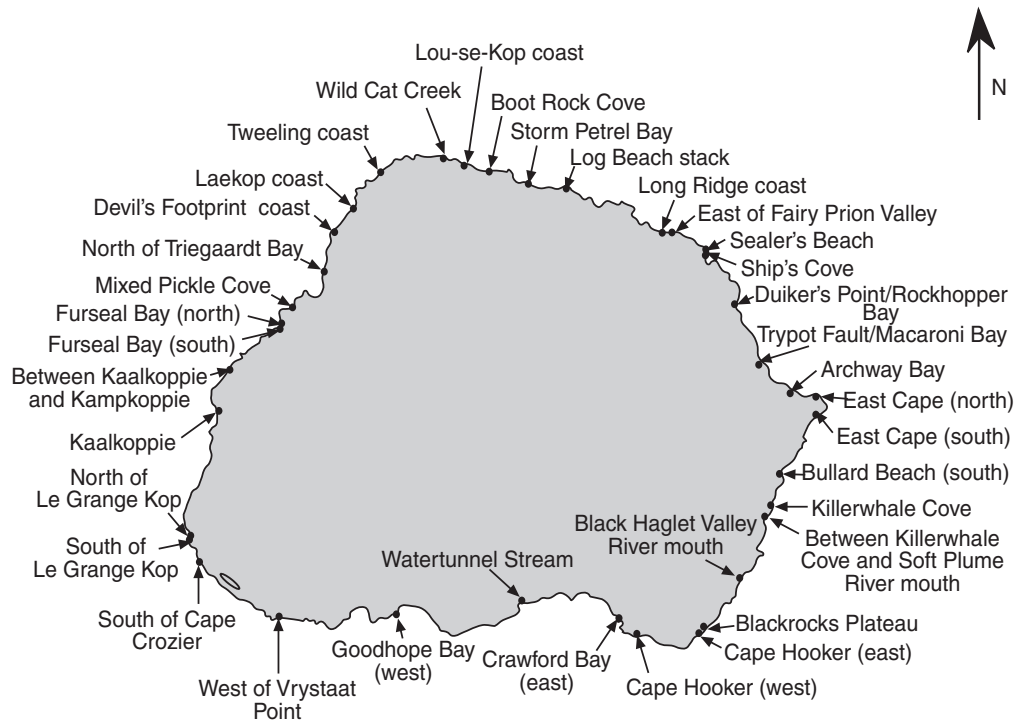 Lou-se-Kop coast
Wild Cat Creek
Boot Rock Cove
Tweeling coast
Storm Petrel Bay
Log Beach stack
Laekop coast
Long Ridge coast
Devil's Footprint coast
East of Fairy Prion Valley
North of Triegaardt Bay
Sealer's Beach
Ship's Cove
Mixed Pickle Cove
Duiker's Point/Rockhopper
Bay
Furseal Bay (north)
Furseal Bay (south)
Trypot Fault/Macaroni Bay
Between Kaalkoppie
and Kampkoppie
Archway Bay
East Cape (north)
Kaalkoppie
East Cape (south)
North of
Le Grange Kop
Bullard Beach (south)
Killerwhale Cove
Black Haglet Valley
River mouth
Between Killerwhale
Cove and Soft Plume
River mouth
South of
Le Grange Kop
Watertunnel Stream
South of Cape
Crozier
Blackrocks Plateau
Goodhope Bay
(west)
Crawford Bay
(east)
Cape Hooker (east)
West of Vrystaat
Point
Cape Hooker (west)
N